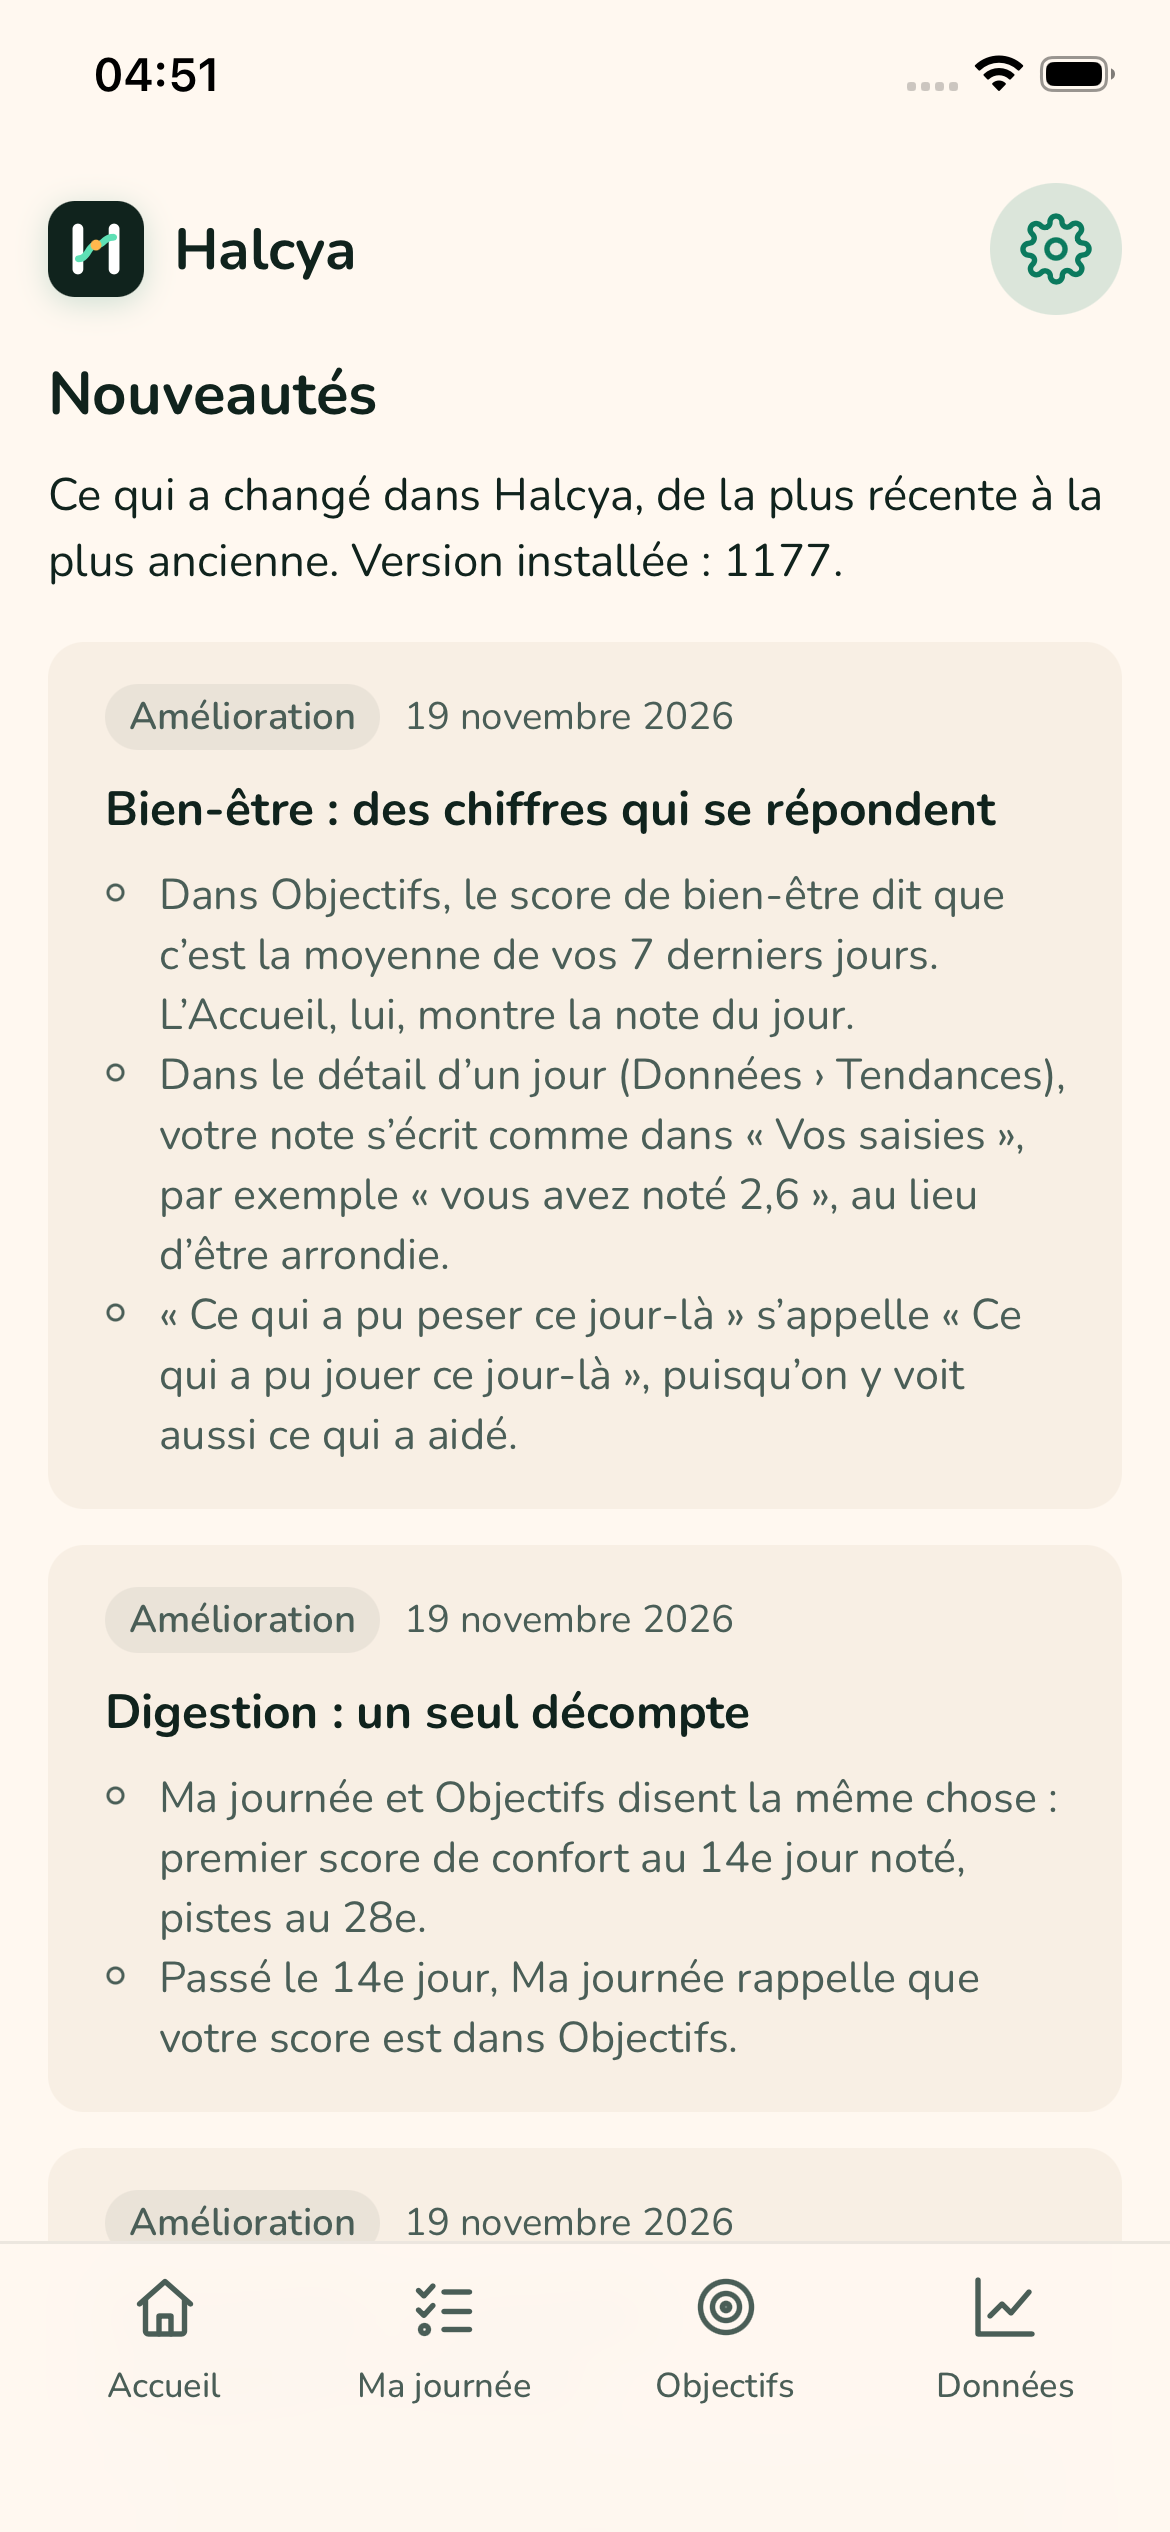 04:51
Halcya
Nouveautés
Ce qui a changé dans Halcya, de la plus récente à la
plus ancienne. Version installée : 1177.
Amélioration 19 novembre 2026
Bien-être : des chiffres qui se répondent
Dans Objectifs, le score de bien-être dit que
c’est la moyenne de vos 7 derniers jours.
L’Accueil, lui, montre la note du jour.
Dans le détail d’un jour (Données › Tendances),
votre note s’écrit comme dans « Vos saisies »,
par exemple « vous avez noté 2,6 », au lieu
d’être arrondie.
« Ce qui a pu peser ce jour-là » s’appelle « Ce
qui a pu jouer ce jour-là », puisqu’on y voit
aussi ce qui a aidé.
Amélioration 19 novembre 2026
Digestion : un seul décompte
Ma journée et Objectifs disent la même chose :
premier score de confort au 14e jour noté,
pistes au 28e.
Passé le 14e jour, Ma journée rappelle que
votre score est dans Objectifs.
Amélioration 19 novembre 2026
Accueil Ma journée Objectifs Données